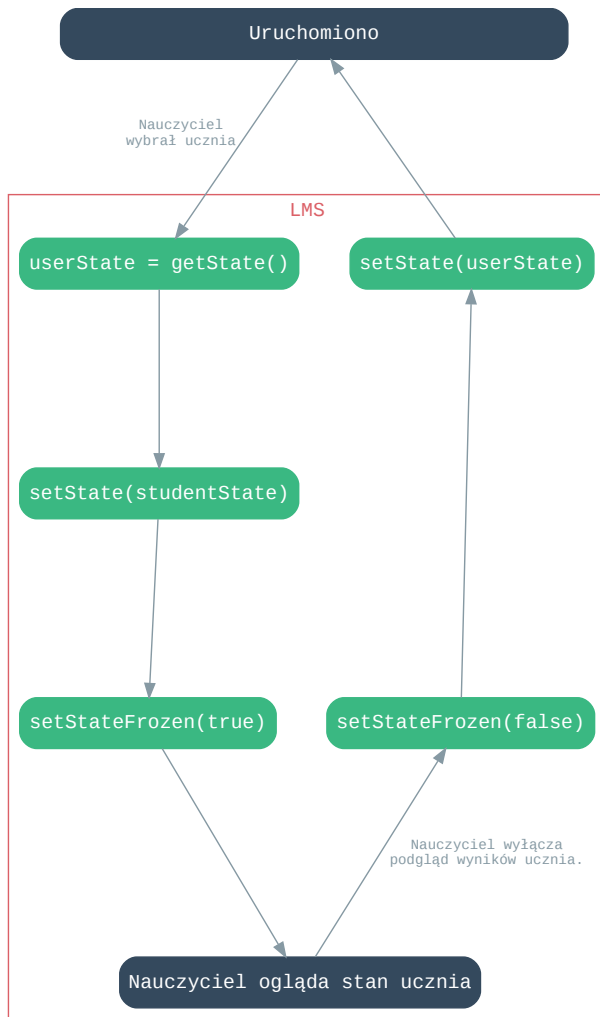 Uruchomiono
Nauczyciel
wybrał ucznia
LMS
userState = getState()
setState(userState)
setState(studentState)
setStateFrozen(true)
setStateFrozen(false)
Nauczyciel wyłącza
podgląd wyników ucznia.
Nauczyciel ogląda stan ucznia